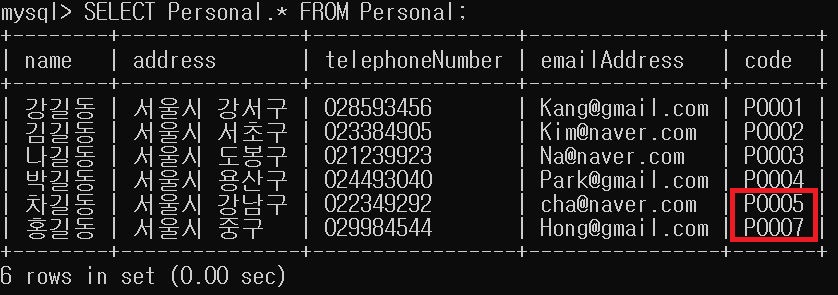 mysql> SELECT Personal.* FROM Personal;
+--------+---------------+-----------------+----------------+-------+
| name | address | telephoneNumber | emailAddress | code |
+--------+---------------+-----------------+----------------+-------+
| 강길동 | 서울시 강서구 | 028593456 | Kang@gmail.com | P0001 |
| 김길동 | 서울시 서초구 | 023384905 | Kim@naver.com | P0002 |
| 나길동 | 서울시 도봉구 | 021239923 | Na@naver.com | P0003 |
| 박길동 | 서울시 용산구 | 024493040 | Park@gmail.com | P0004 |
| 차길동 | 서울시 강남구 | 022349292 | cha@naver.com | P0005 |
| 홍길동 | 서울시 중구 | 029984544 | Hong@gmail.com | P0007 |
+--------+---------------+-----------------+----------------+-------+
6 rows in set (0.00 sec)